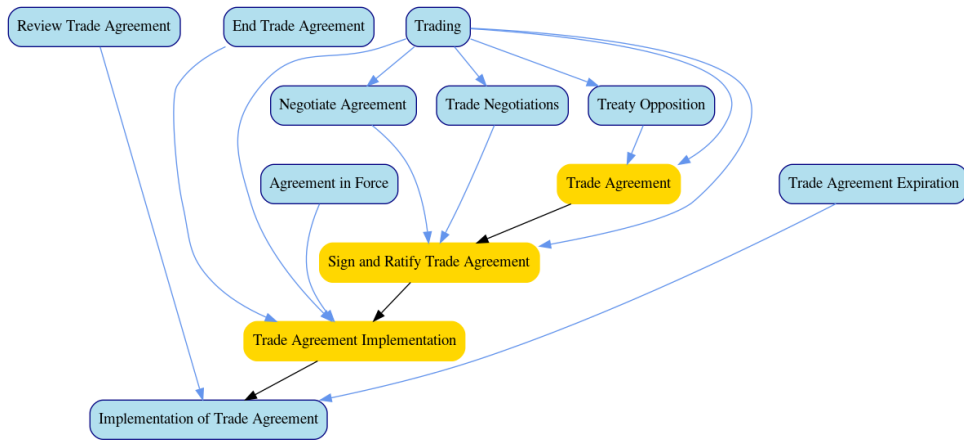 Review Trade Agreement
End Trade Agreement
Trading
Negotiate Agreement
Trade Negotiations
Treaty Opposition
Agreement in Force
Trade Agreement
Trade Agreement Expiration
Sign and Ratify Trade Agreement
Trade Agreement Implementation
Implementation of Trade Agreement